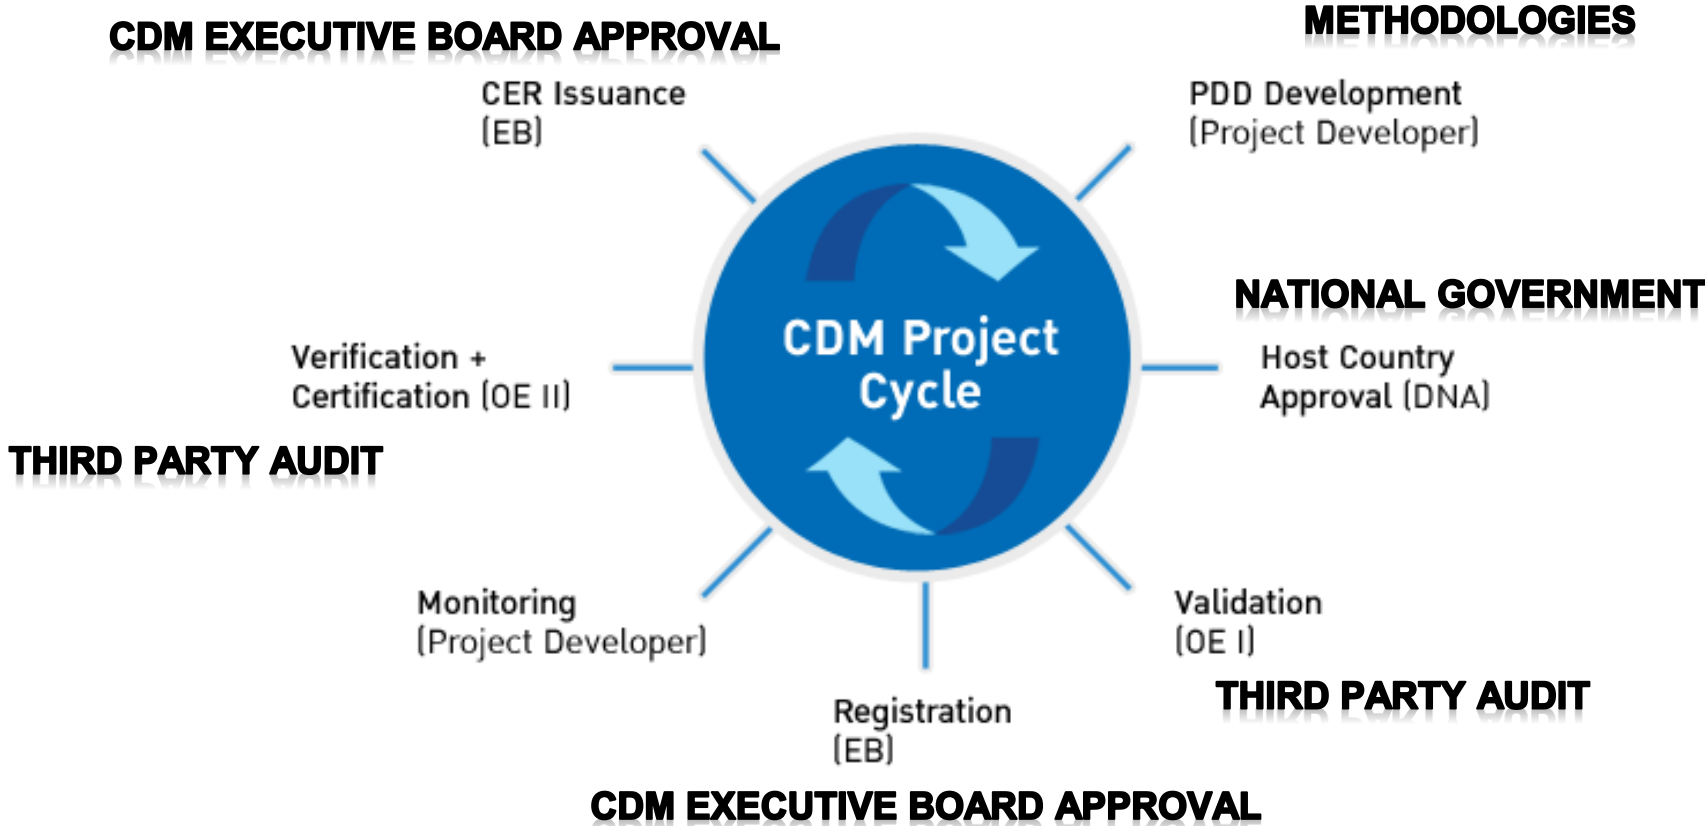 CDM EXECUTIVE BOARD APPROVAL
CER Issuance
(EB)
METHODOLOGIES
PDD Development
(Project Developer)
NATIONAL GOVERNMENT
Host Country
Approval (DNA)
CDM Project
Cycle
Verification +
Certification (OE II)
THIRD PARTY AUDIT
Monitoring
(Project Developer)
Validation
(OE I)
THIRD PARTY AUDIT
Registration
(EB)
CDM EXECUTIVE BOARD APPROVAL